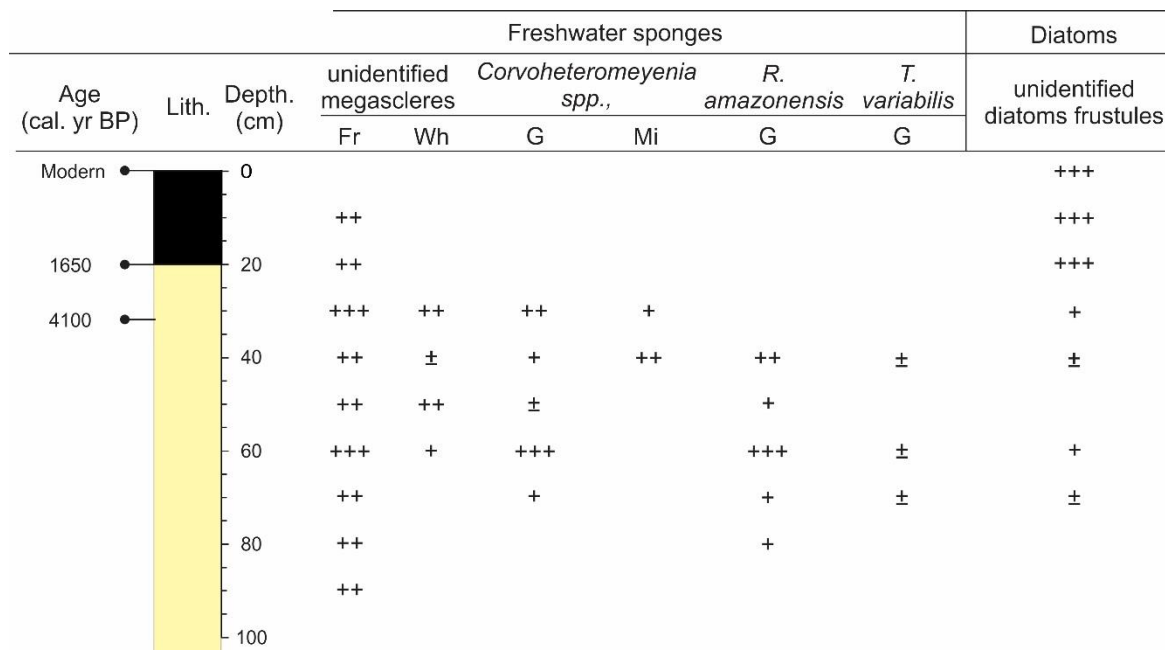 Freshwater sponges Diatoms
unidentified megascleres Corvoheteromeyenia spp., R. amazonensis T. variabilis unidentified diatoms frustules
Age (cal. yr BP) Lith. Depth. (cm)
Fr Wh G Mi G G
Modern 0 +++
++ +++
1650 20 ++ +++
+++ ++ ++ + +
4100
40 ++ ± + ++ ++ ± ±
++ ++ ± +
60 +++ + +++ +++ ± +
++ + + ± ±
80 ++ +
++
100